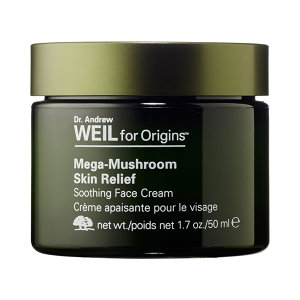 Dr. Andrew
WEIL for Origins™
Mega-Mushroom
Skin Relief
Soothing Face Cream
Crème apaisante pour le visage
net wt./poids net 1.7 oz./50 ml ℮